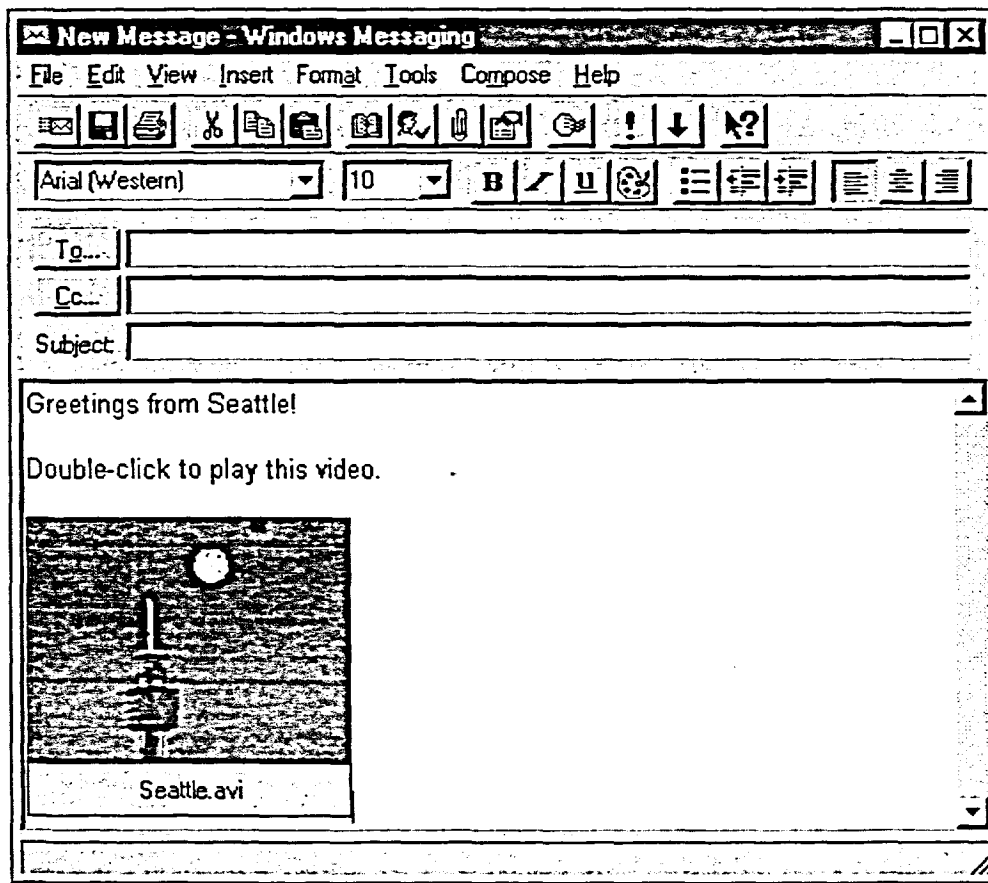 New Message - Windows Messaging
File Edit View Insert Format Tools Compose Help
Arial (Western) 10 B I U
To...
Cc...
Subject:
Greetings from Seattle!
Double-click to play this video.
Seattle.avi